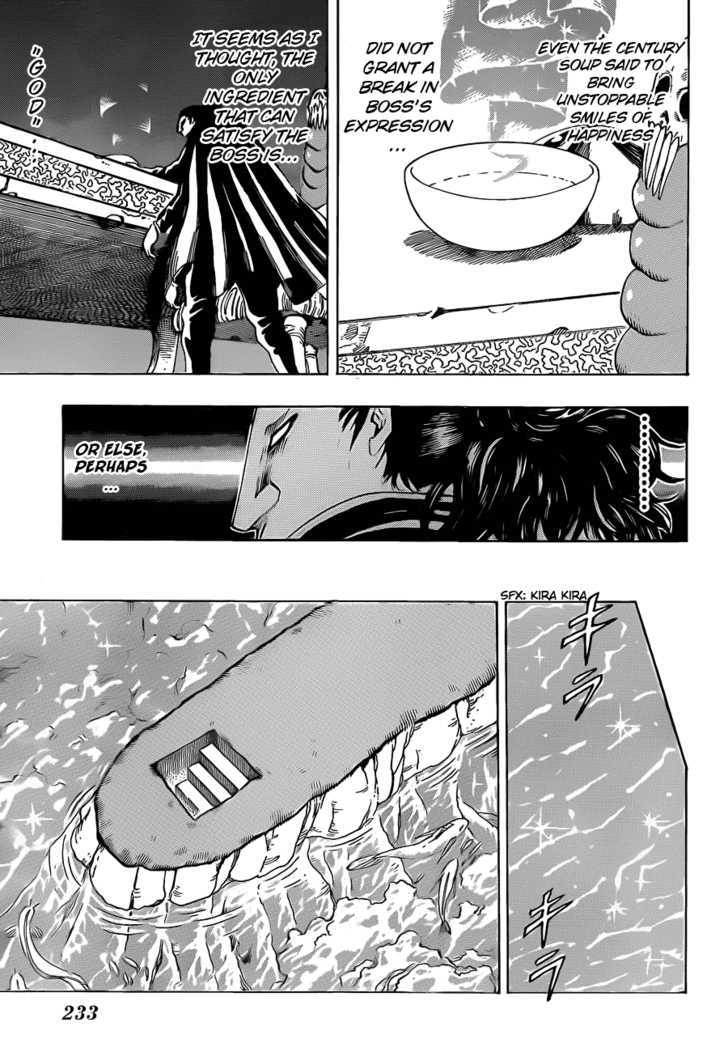 EVEN THE CENTURY
SOUP SAID TO
BRING
UNSTOPPABLE
SMILES OF
HAPPINESS
DID NOT
GRANT A
BREAK IN
BOSS'S
EXPRESSION
...
IT SEEMS AS I
THOUGHT, THE
ONLY
INGREDIENT
THAT CAN
SATISFY THE
BOSS IS...
"GOD"...
OR ELSE,
PERHAPS
...
SFX: KIRA KIRA
キラ
キラ
233